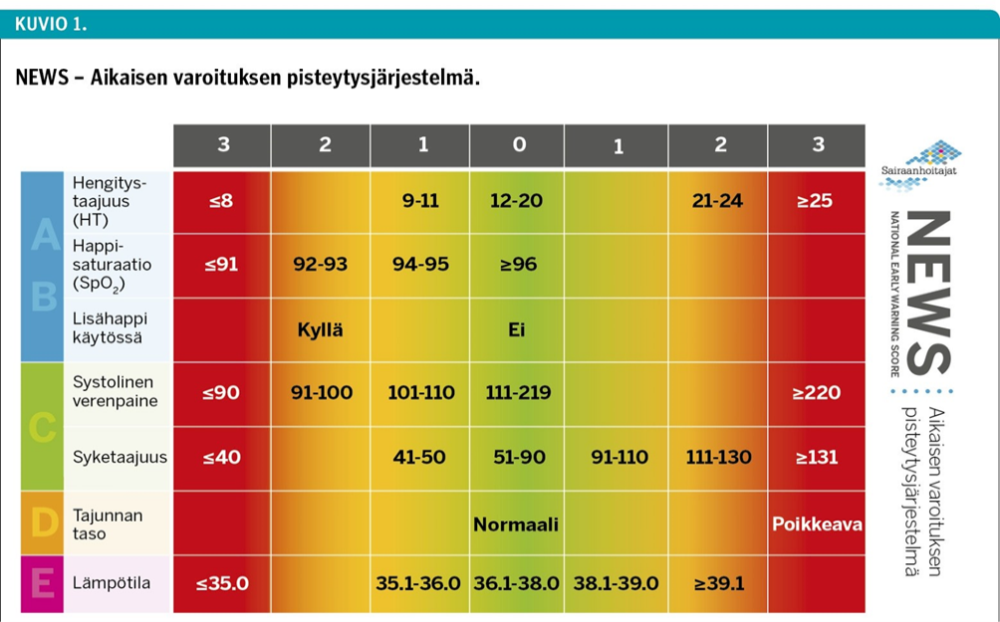 KUVIO 1.
NEWS – Aikaisen varoituksen pisteytysjärjestelmä.
3 2 1 0 1 2 3
A
B
Hengitys-
taajuus
(HT)
≤8 9-11 12-20 21-24 ≥25
Happi-
saturaatio
(SpO₂)
≤91 92-93 94-95 ≥96
Lisähappi
käytössä
Kyllä Ei
C
Systolinen
verenpaine
≤90 91-100 101-110 111-219 ≥220
Syketaajuus ≤40 41-50 51-90 91-110 111-130 ≥131
D
Tajunnan
taso
Normaali Poikkeava
E
Lämpötila ≤35.0 35.1-36.0 36.1-38.0 38.1-39.0 ≥39.1
Sairaanhoitajat
NEWS
NATIONAL EARLY WARNING SCORE
Aikaisen varoituksen
pisteytysjärjestelmä